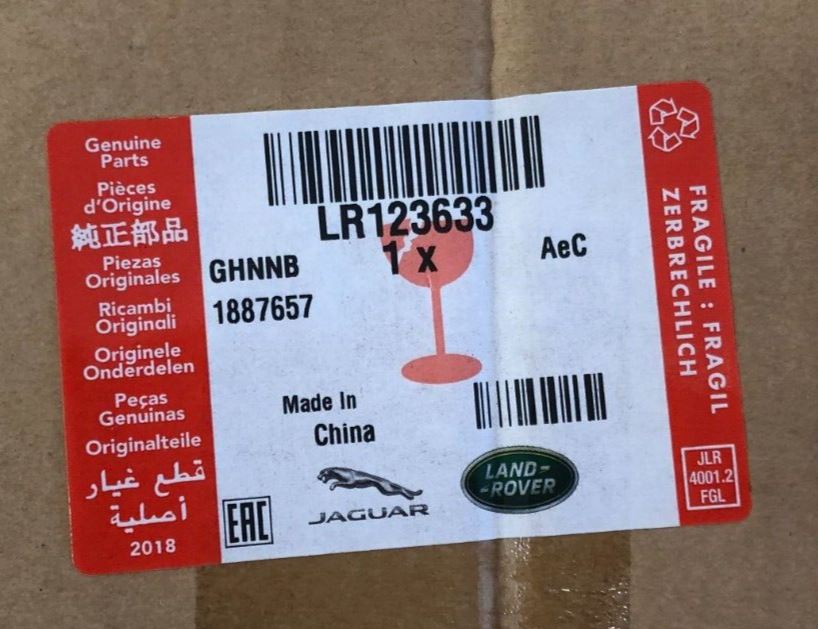 Genuine
Parts
Pièces
d'Origine
純正部品
Piezas
Originales
Ricambi
Originali
Originele
Onderdelen
Peças
Genuinas
Originalteile
قطع غيار
أصلية
2018
LR123633
1 x
AeC
GHNNB
1887657
Made In
China
EAC
JAGUAR
LAND-
-ROVER
FRAGILE : FRAGIL
ZERBRECHLICH
JLR
4001.2
FGL